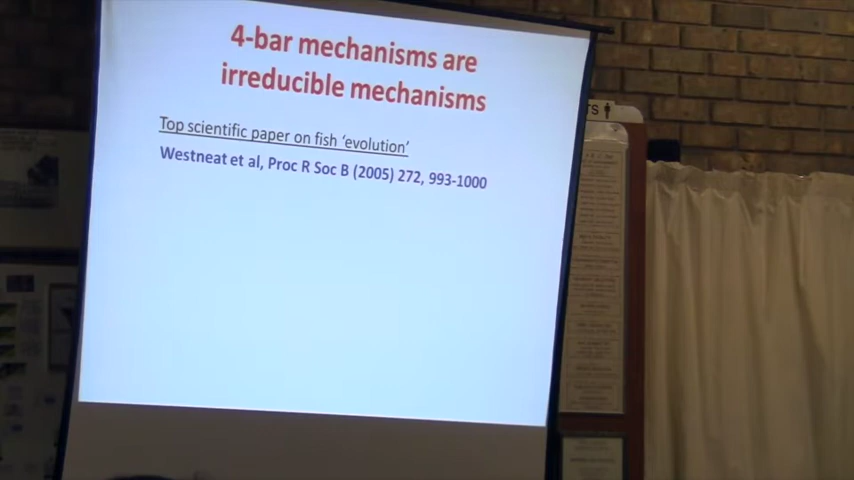 4-bar mechanisms are
irreducible mechanisms
Top scientific paper on fish 'evolution'
Westneat et al, Proc R Soc B (2005) 272, 993-1000